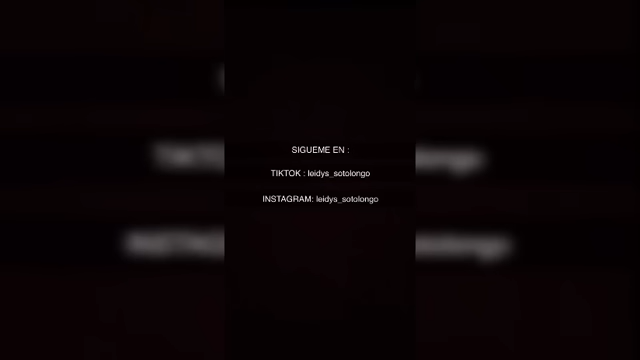 SIGUEME EN :
TIKTOK : leidys_sotolongo
INSTAGRAM: leidys_sotolongo